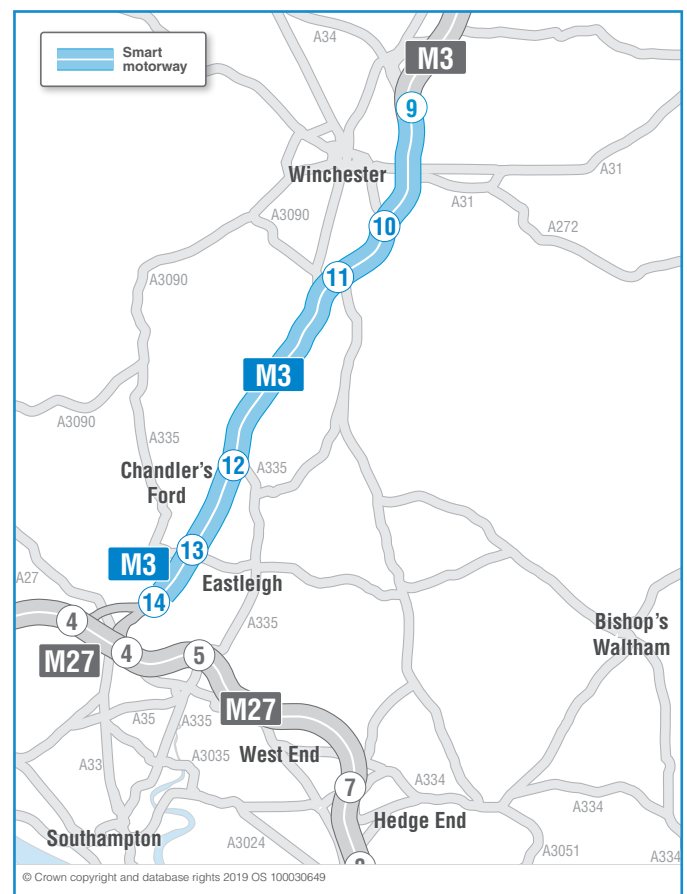 Smart
motorway
A34
M3
9
Winchester
A31
A31
A3090
10
A272
11
A3090
M3
A3090
A335
12
A335
Chandler's
Ford
13
M3
Eastleigh
A27
14
4
A335
Bishop's
Waltham
4
5
M27
M27
A35
A335
A3035
West End
A33
A334
7
A334
Hedge End
Southampton
A3024
A3051
A334
© Crown copyright and database rights 2019 OS 100030649